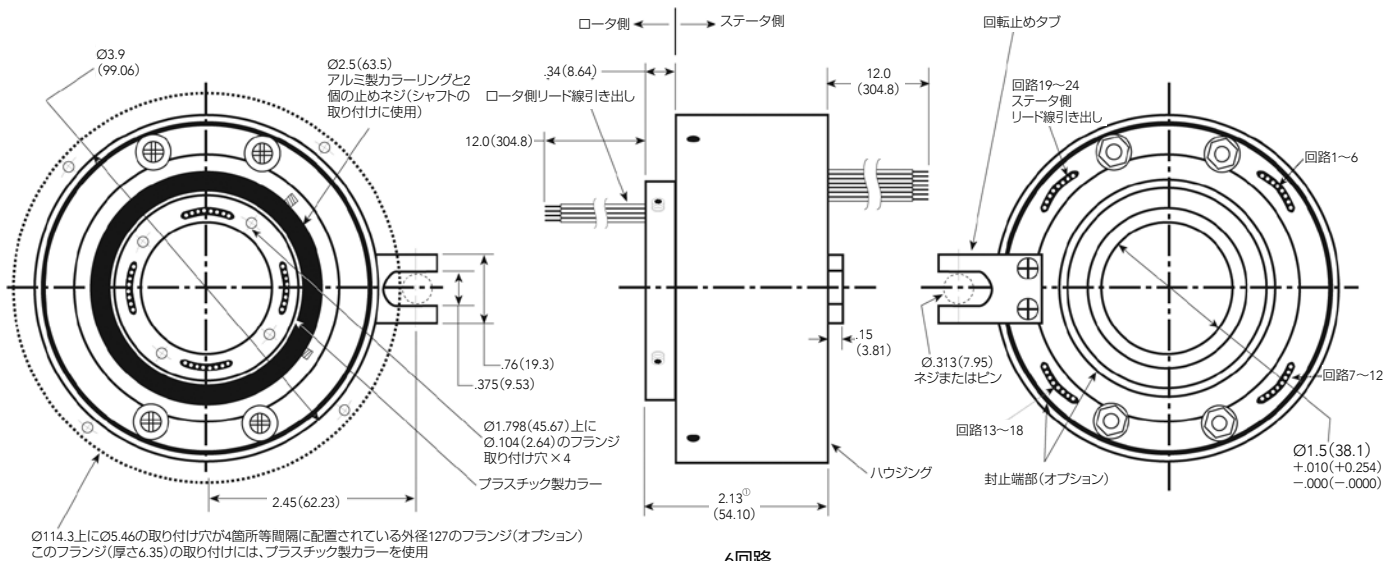 ロータ側
ステータ側
回転止めタブ
Ø3.9
(99.06)
Ø2.5(63.5)
アルミ製カラーリングと2
個の止めネジ(シャフトの
取り付けに使用)
.34(8.64)
ロータ側リード線引き出し
12.0(304.8)
12.0
(304.8)
回路19～24
ステータ側
リード線引き出し
回路1～6
.76(19.3)
.375(9.53)
.15
(3.81)
Ø.313(7.95)
ネジまたはピン
回路7～12
Ø1.798(45.67)上に
Ø.104(2.64)のフランジ
取り付け穴×4
プラスチック製カラー
回路13～18
封止端部(オプション)
Ø1.5(38.1)
+.010(+0.254)
−.000(−.0000)
ハウジング
2.45(62.23)
2.13①
(54.10)
Ø114.3上にØ5.46の取り付け穴が4箇所等間隔に配置されている外径127のフランジ(オプション)
このフランジ(厚さ6.35)の取り付けには、プラスチック製カラーを使用
6回路